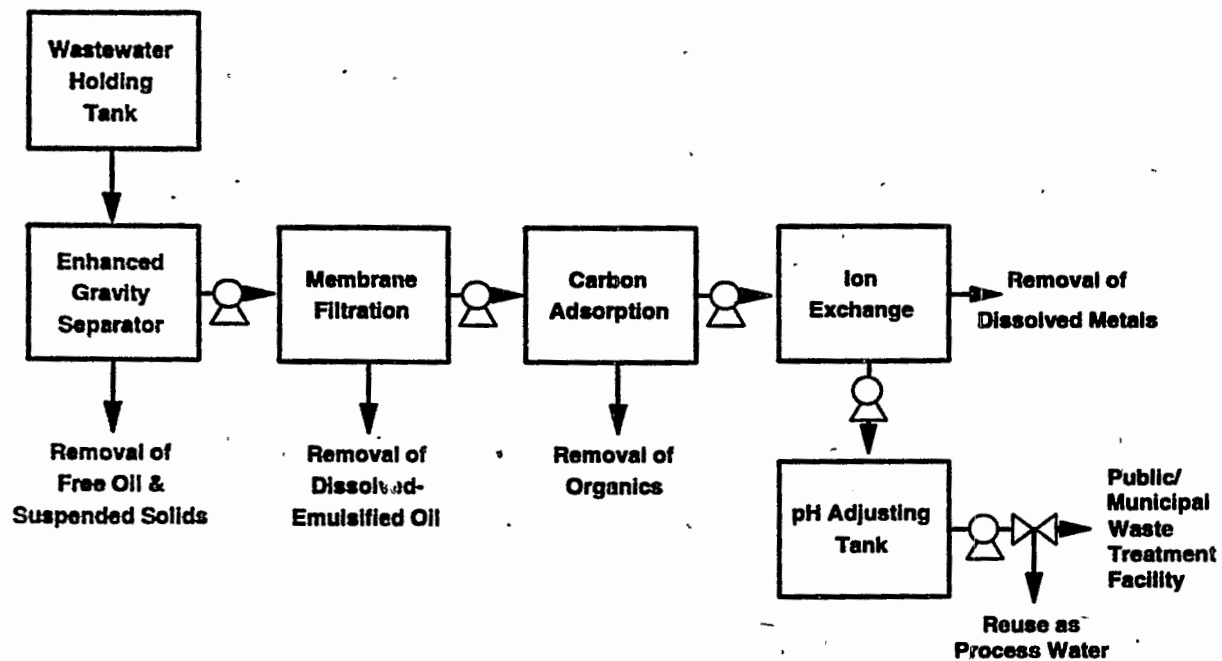 Wastewater
Holding
Tank
Enhanced
Gravity
Separator
Membrane
Filtration
Carbon
Adsorption
Ion
Exchange
Removal of
Dissolved Metals
Removal of
Free Oil &
Suspended Solids
Removal of
Dissolved-
Emulsified Oil
Removal of
Organics
pH Adjusting
Tank
Public/
Municipal
Waste
Treatment
Facility
Reuse as
Process Water